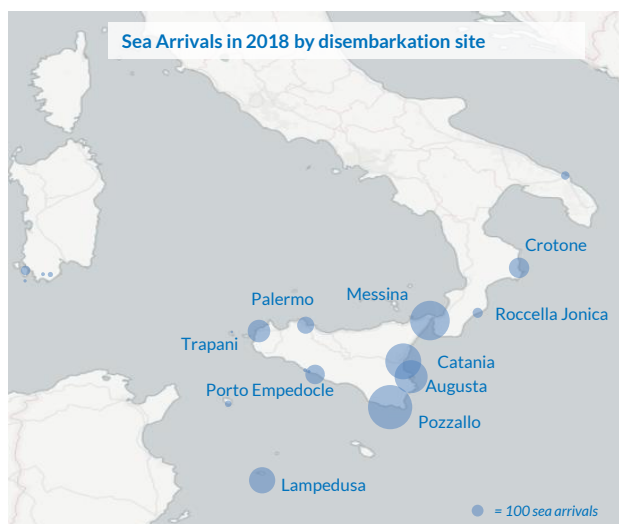 Sea Arrivals in 2018 by disembarkation site
Crotone
Messina
Palermo
Roccella Jonica
Trapani
Catania
Augusta
Porto Empedocle
Pozzallo
Lampedusa
= 100 sea arrivals